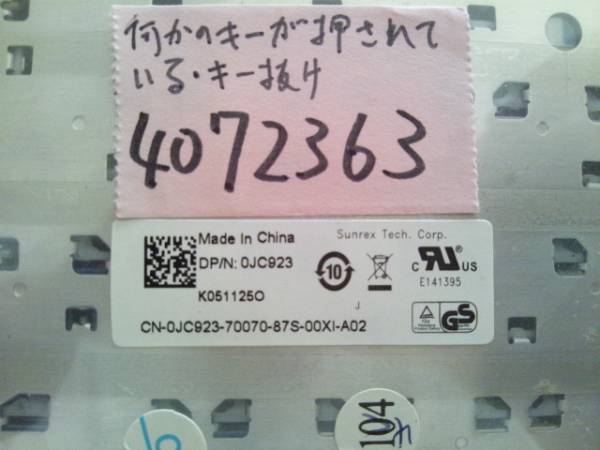 何かのキーが押されて
いる・キー抜け
4072363
Made In China
Sunrex Tech. Corp.
DP/N: 0JC923
10
c US
E141395
K051125O
J
GS
CN-0JC923-70070-87S-00XI-A02
104